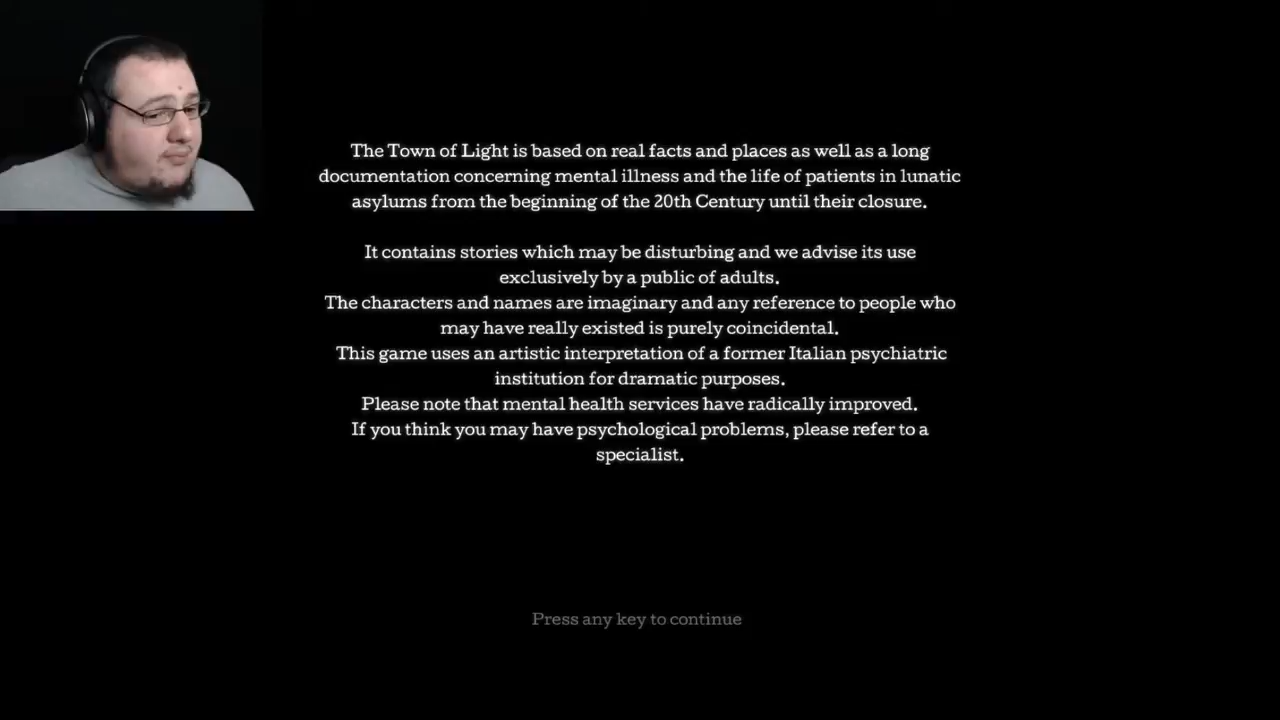 The Town of Light is based on real facts and places as well as a long
documentation concerning mental illness and the life of patients in lunatic
asylums from the beginning of the 20th Century until their closure.
It contains stories which may be disturbing and we advise its use
exclusively by a public of adults.
The characters and names are imaginary and any reference to people who
may have really existed is purely coincidental.
This game uses an artistic interpretation of a former Italian psychiatric
institution for dramatic purposes.
Please note that mental health services have radically improved.
If you think you may have psychological problems, please refer to a
specialist.
Press any key to continue